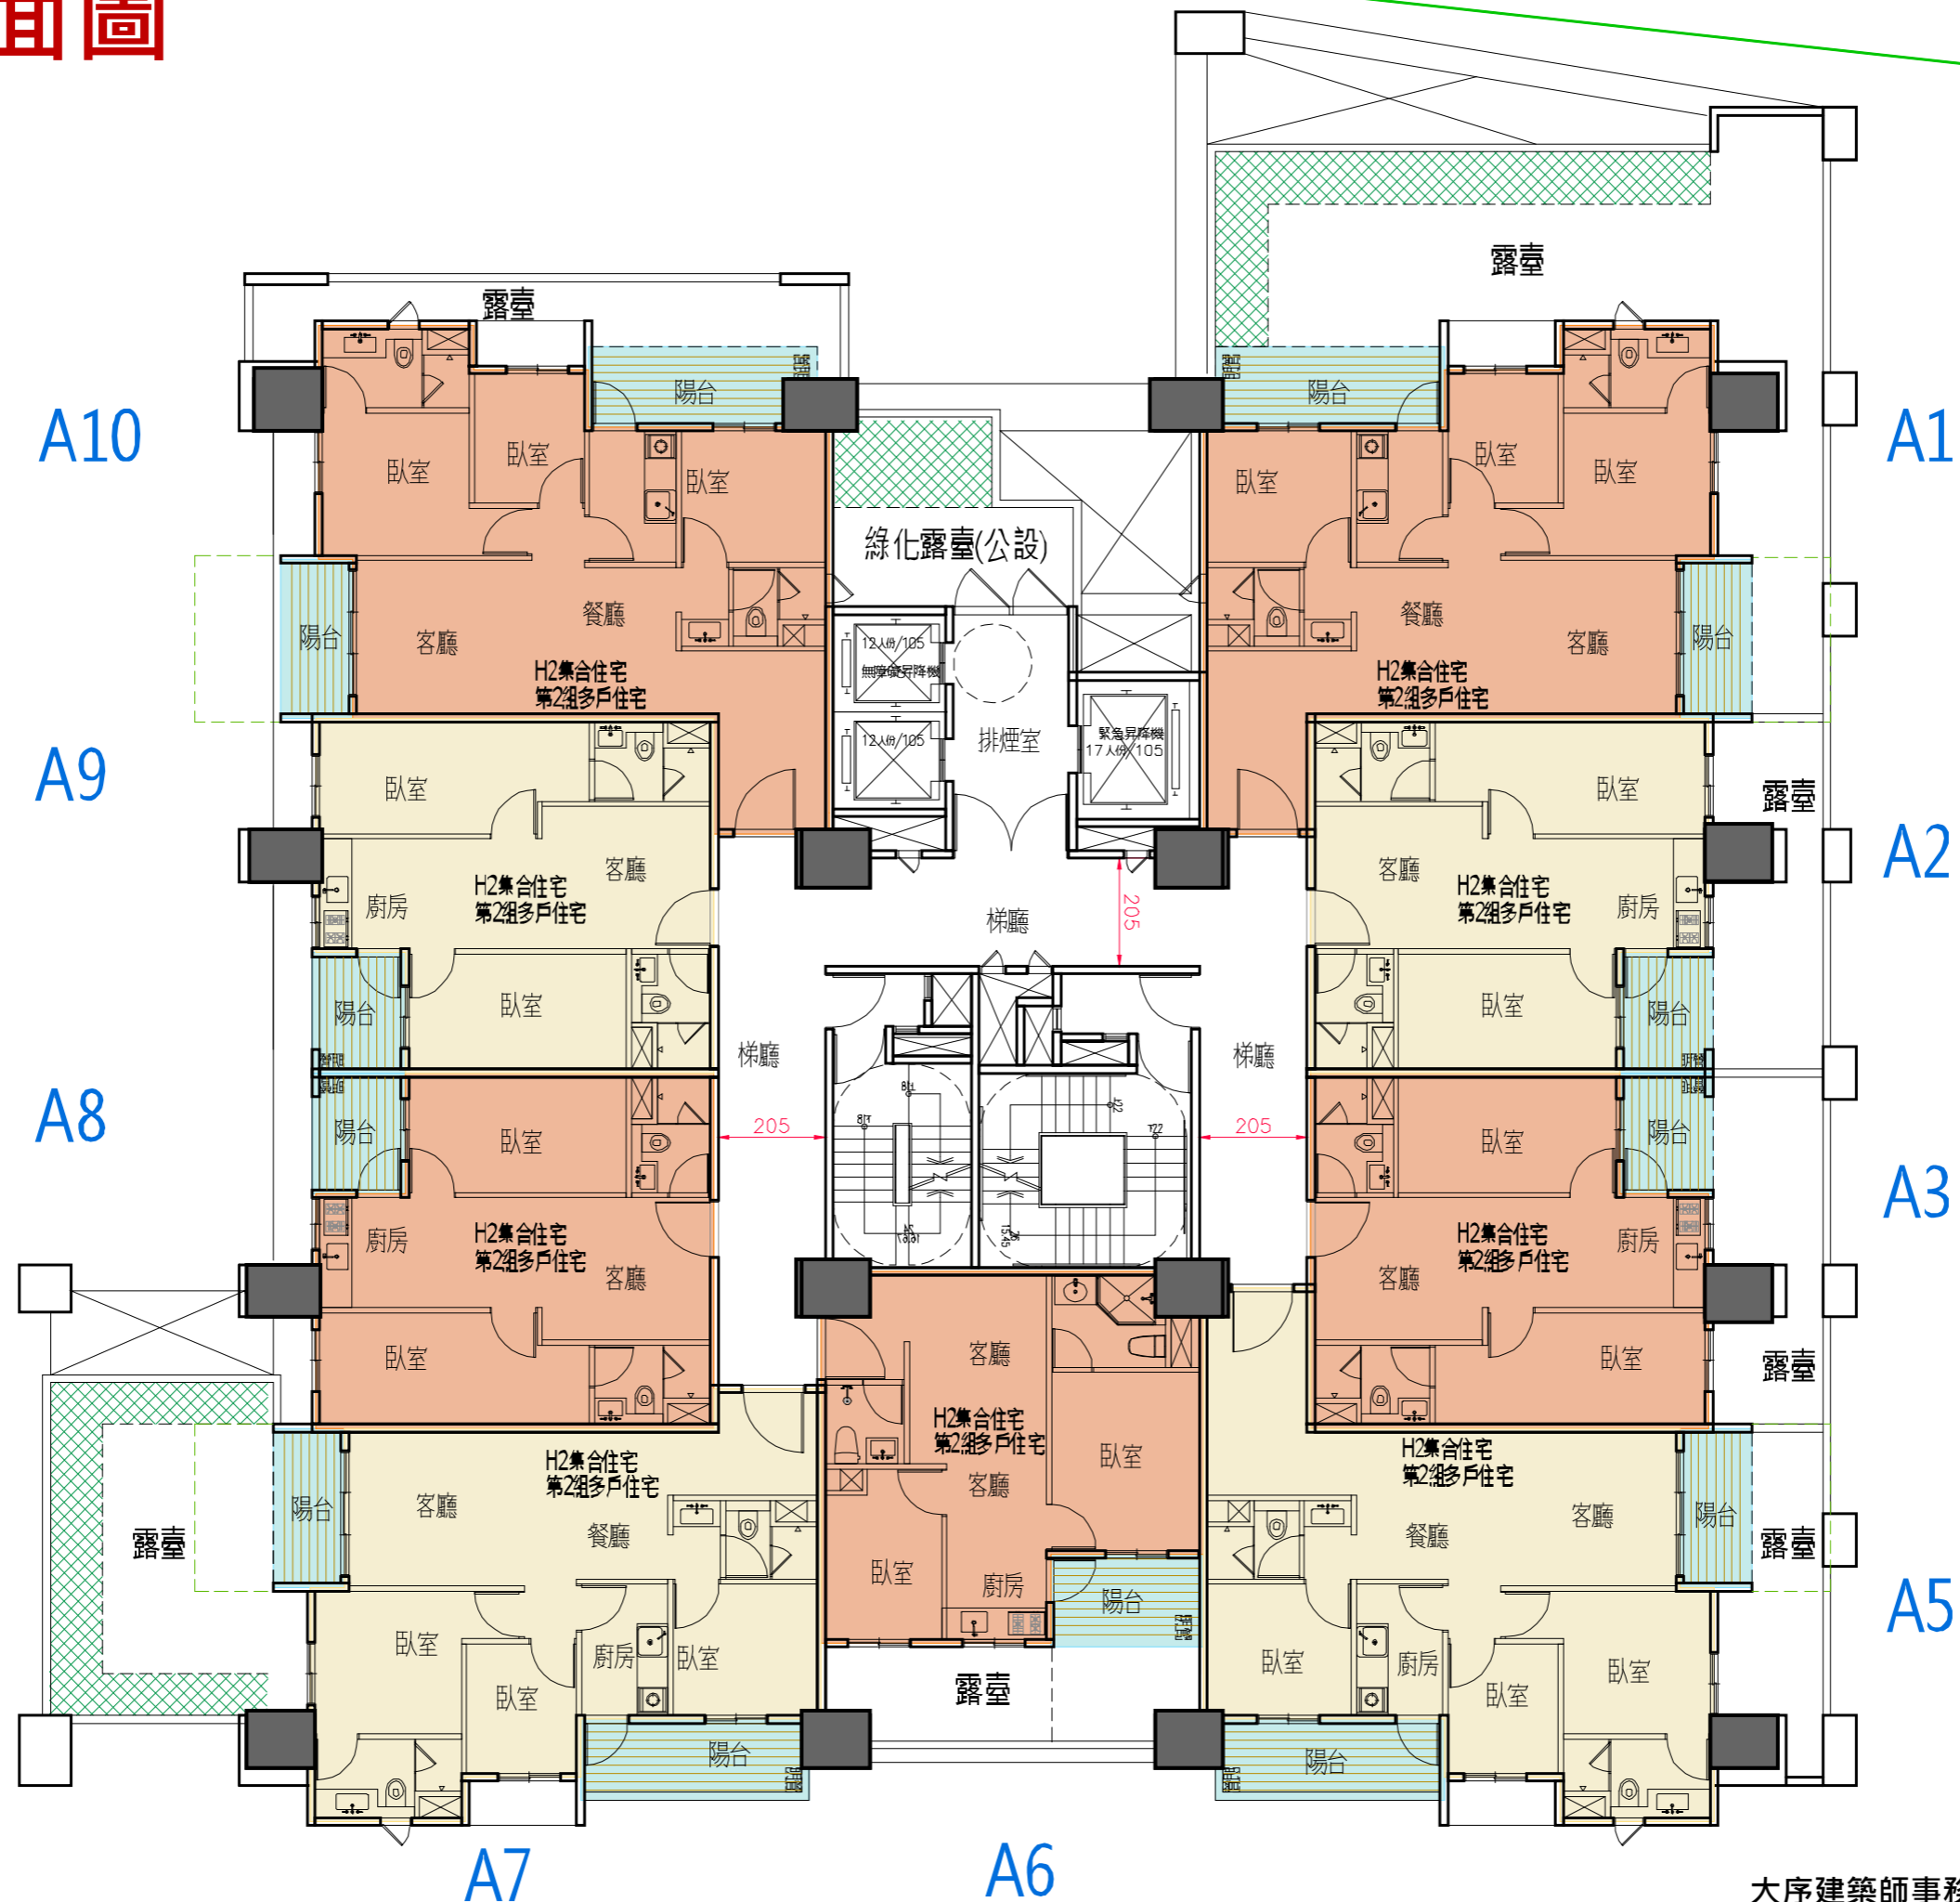 面圖
露臺
露臺
陽台
陽台
A10
A1
臥室
臥室
臥室
臥室
臥室
臥室
綠化露臺(公設)
餐廳
客廳
陽台
H2集合住宅
第2組多戶住宅
12人份/105
無障礙昇降機
12人份/105
排煙室
緊急昇降機
17人份/105
餐廳
客廳
陽台
H2集合住宅
第2組多戶住宅
A9
臥室
客廳
廚房
H2集合住宅
第2組多戶住宅
陽台
臥室
梯廳
205
臥室
露臺
A2
客廳
H2集合住宅
第2組多戶住宅
廚房
臥室
陽台
梯廳
梯廳
A8
陽台
臥室
205
205
臥室
陽台
廚房
H2集合住宅
第2組多戶住宅
客廳
臥室
A3
H2集合住宅
第2組多戶住宅
廚房
客廳
臥室
露臺
客廳
H2集合住宅
第2組多戶住宅
客廳
臥室
臥室
廚房
陽台
露臺
H2集合住宅
第2組多戶住宅
陽台
客廳
餐廳
露臺
臥室
臥室
廚房
臥室
陽台
H2集合住宅
第2組多戶住宅
餐廳
客廳
陽台
露臺
A5
臥室
廚房
臥室
臥室
陽台
A7
A6
大序建築師事務